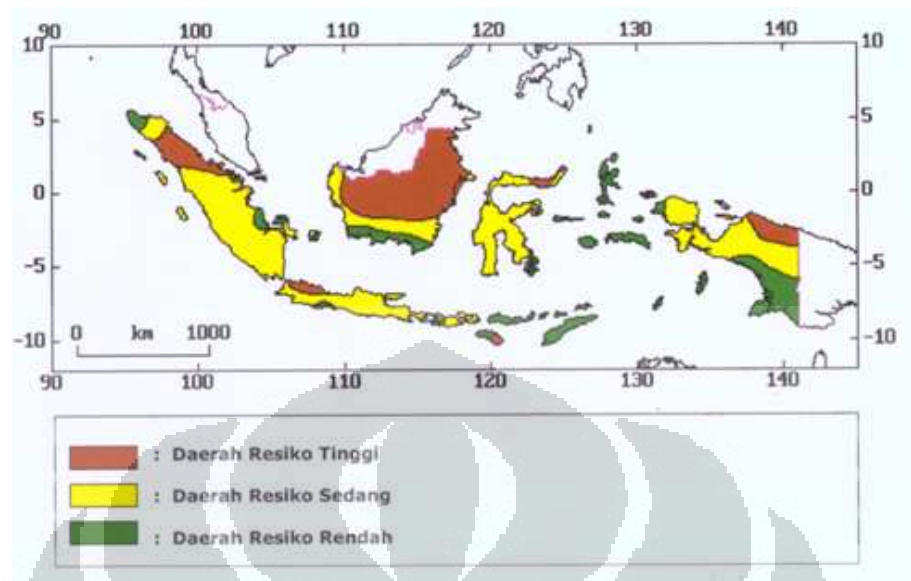 90 100 110 120 130 140
10 10
5 5
0 0
-5 -5
0 km 1000
-10 -10
90 100 110 120 130 140
: Daerah Resiko Tinggi
: Daerah Resiko Sedang
: Daerah Resiko Rendah